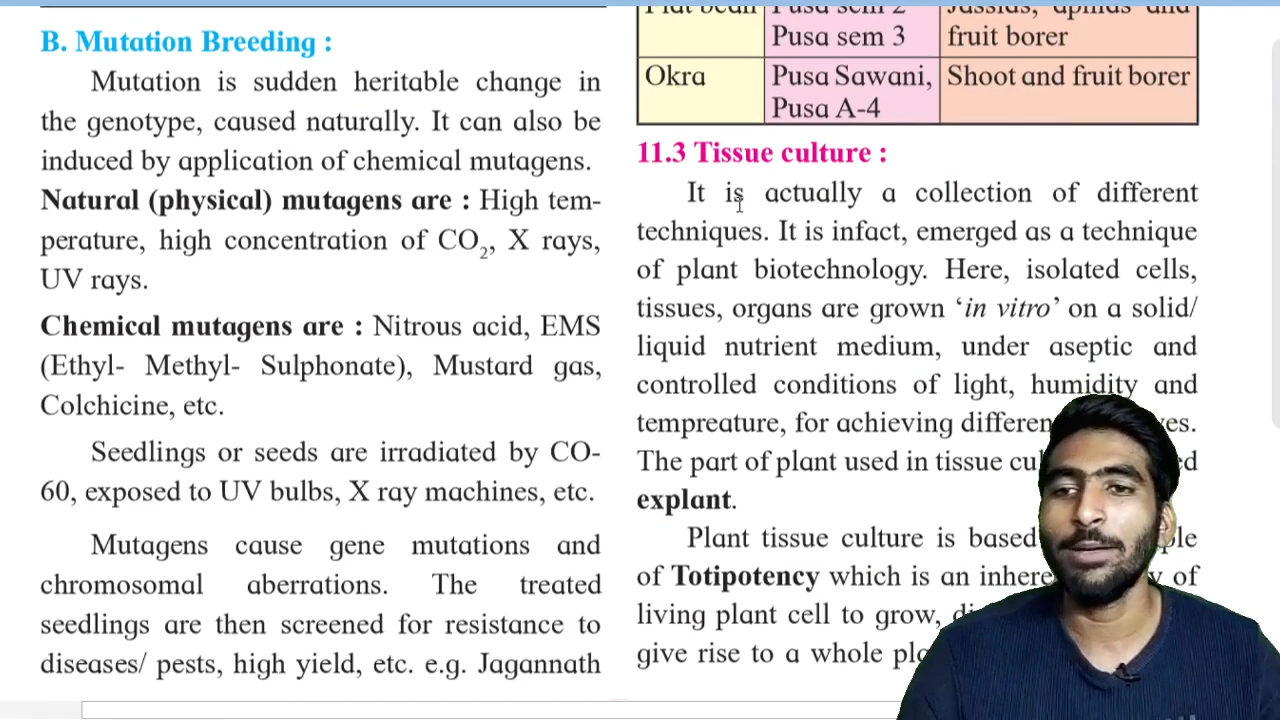 B. Mutation Breeding :
Mutation is sudden heritable change in
the genotype, caused naturally. It can also be
induced by application of chemical mutagens.
Natural (physical) mutagens are : High tem-
perature, high concentration of CO₂, X rays,
UV rays.
Chemical mutagens are : Nitrous acid, EMS
(Ethyl- Methyl- Sulphonate), Mustard gas,
Colchicine, etc.
Seedlings or seeds are irradiated by CO-
60, exposed to UV bulbs, X ray machines, etc.
Mutagens cause gene mutations and
chromosomal aberrations. The treated
seedlings are then screened for resistance to
diseases/ pests, high yield, etc. e.g. Jagannath
bean Pusa sem 2 Jassids, aphids and
Pusa sem 3 fruit borer
Okra Pusa Sawani, Shoot and fruit borer
Pusa A-4
11.3 Tissue culture :
It is actually a collection of different
techniques. It is infact, emerged as a technique
of plant biotechnology. Here, isolated cells,
tissues, organs are grown ‘in vitro’ on a solid/
liquid nutrient medium, under aseptic and
controlled conditions of light, humidity and
tempreature, for achieving
The part of plant used in tissue
explant.
Plant tissue culture is based
of Totipotency which is an of
living plant cell to grow,
give rise to a whole